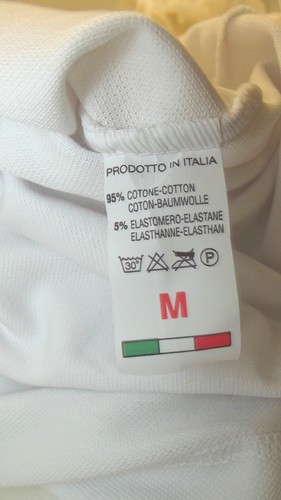 PRODOTTO IN ITALIA
95% COTONE-COTTON
COTON-BAUMWOLLE
5% ELASTOMERO-ELASTANE
ELASTHANNE-ELASTHAN
30° P
M